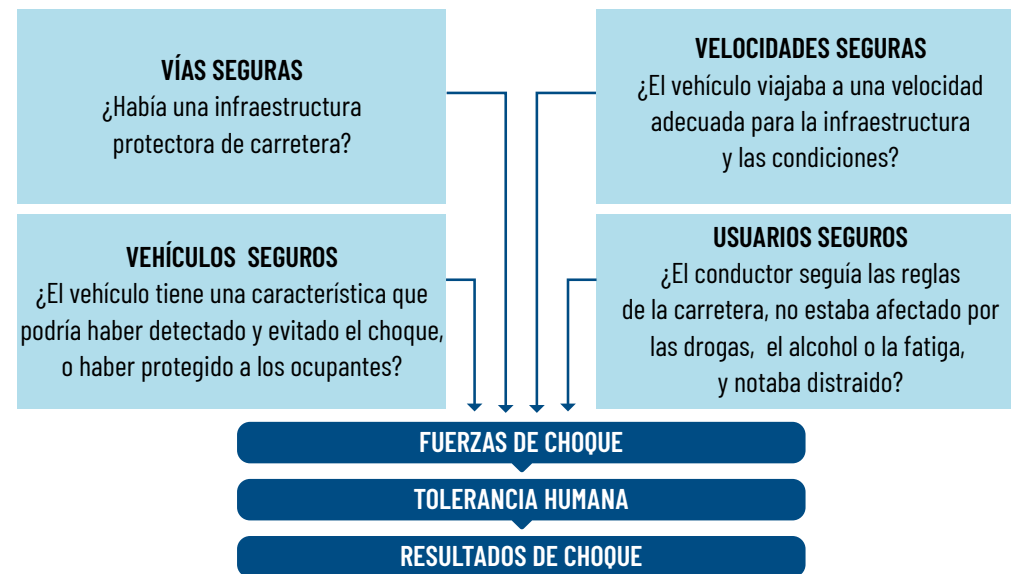 VÍAS SEGURAS
¿Había una infraestructura
protectora de carretera?
VELOCIDADES SEGURAS
¿El vehículo viajaba a una velocidad
adecuada para la infraestructura
y las condiciones?
VEHÍCULOS SEGUROS
¿El vehículo tiene una característica que
podría haber detectado y evitado el choque,
o haber protegido a los ocupantes?
USUARIOS SEGUROS
¿El conductor seguía las reglas
de la carretera, no estaba afectado por
las drogas, el alcohol o la fatiga,
y notaba distraido?
FUERZAS DE CHOQUE
TOLERANCIA HUMANA
RESULTADOS DE CHOQUE